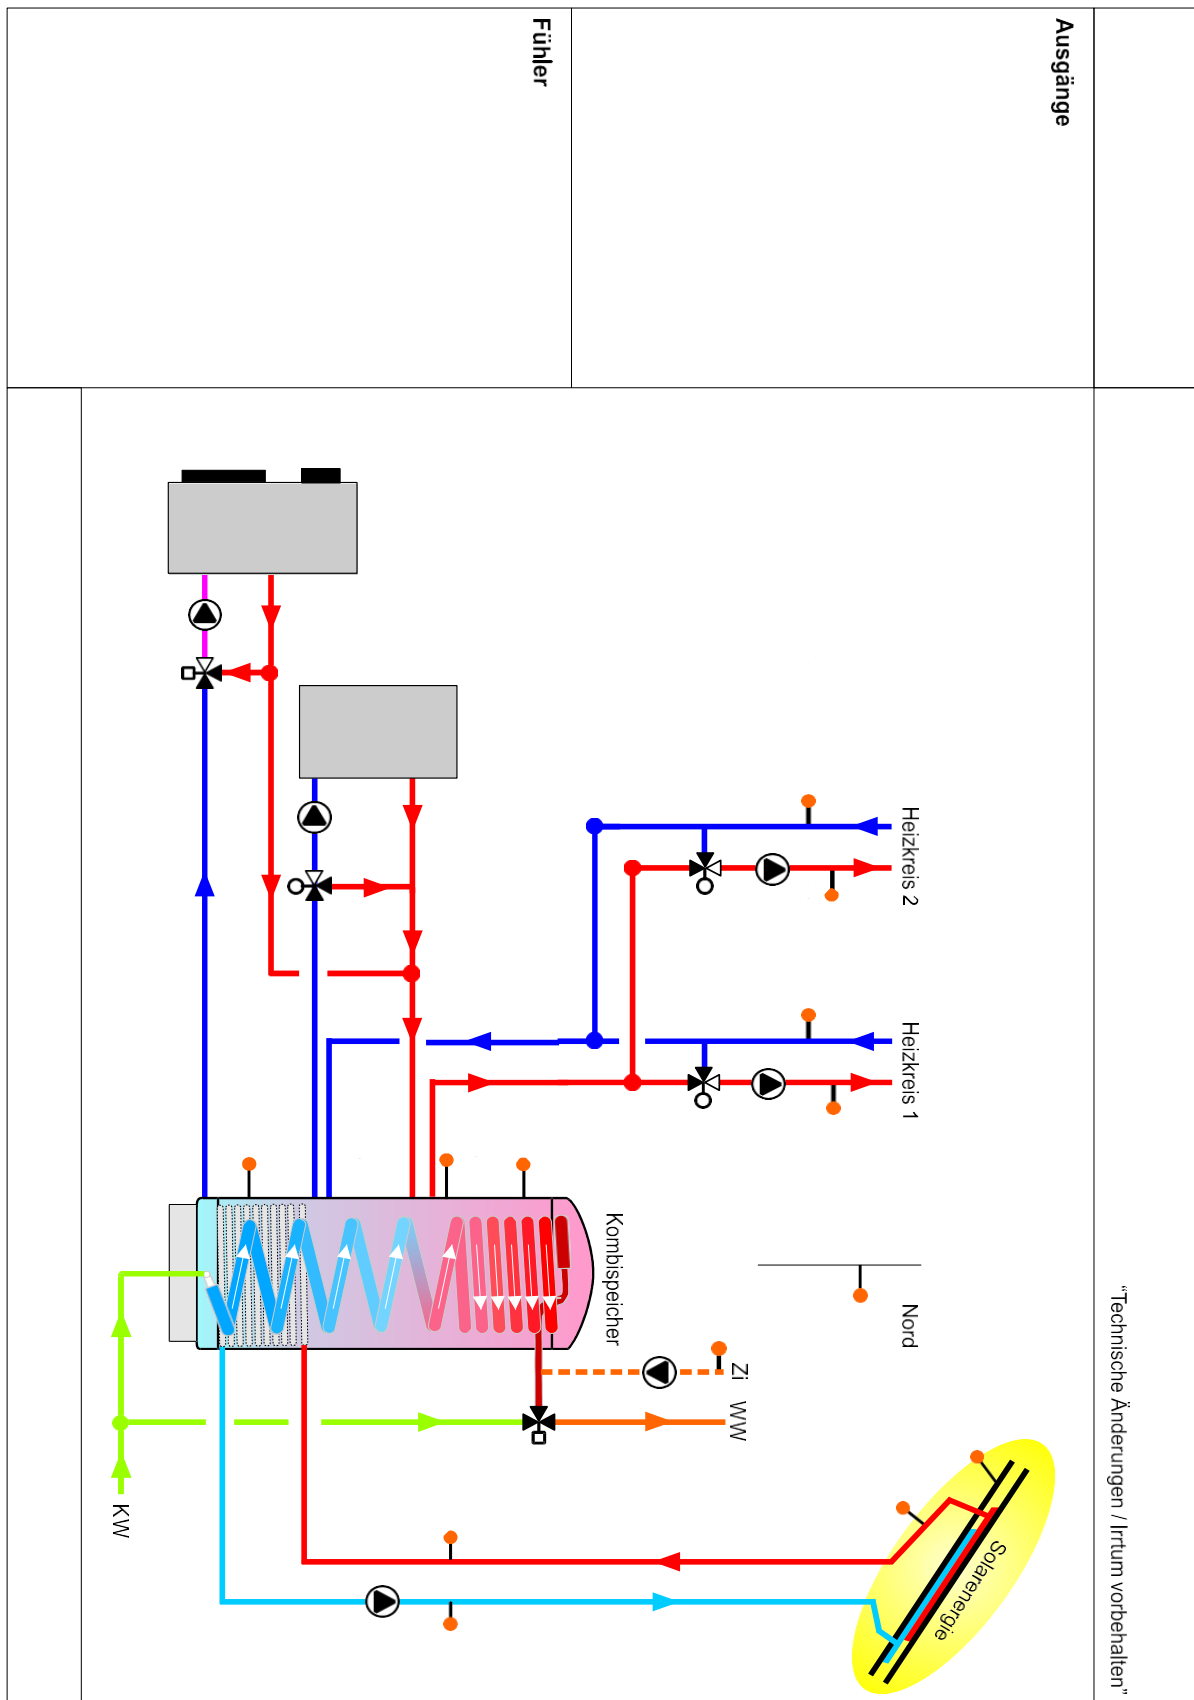 "Technische Änderungen / Irrtum vorbehalten"
Ausgänge
Fühler
Heizkreis 2
Heizkreis 1
Nord
Solarenergie
Kombispeicher
Zi
WW
KW